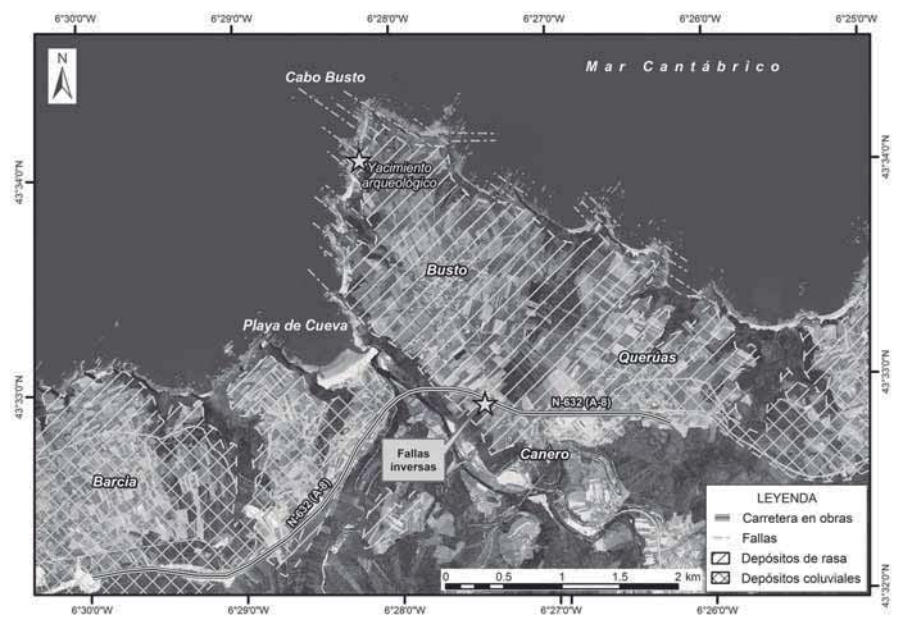 6°30'0"W 6°29'0"W 6°28'0"W 6°27'0"W 6°26'0"W 6°25'0"W
N
Cabo Busto
Mar Cantábrico
43°34'0"N
43°34'0"N
Yacimiento
arqueológico
Busto
Playa de Cueva
Querúas
43°33'0"N
43°33'0"N
N-632 (A-8)
Fallas
inversas
Canero
Barcia
N-632 (A-8)
LEYENDA
Carretera en obras
Fallas
Depósitos de rasa
Depósitos coluviales
0 0.5 1 1.5 2 km
43°32'0"N
6°30'0"W 6°29'0"W 6°28'0"W 6°27'0"W 6°26'0"W